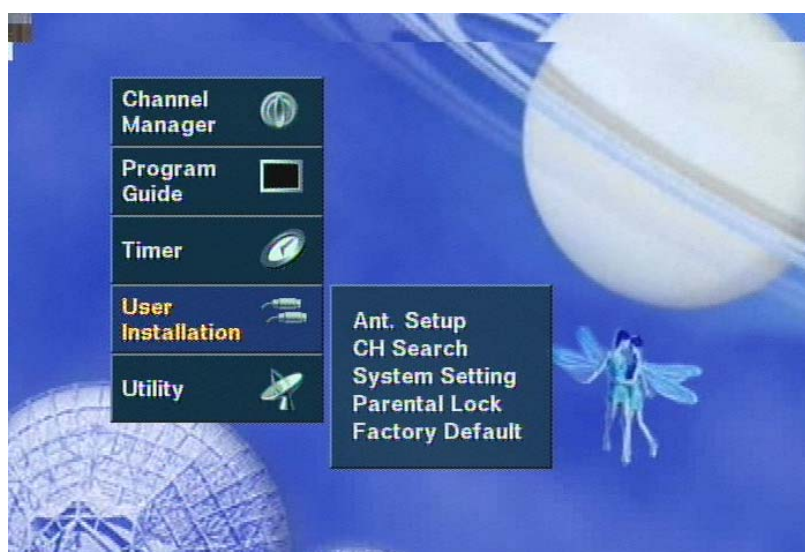 Channel
Manager
Program
Guide
Timer
User
Installation
Utility
Ant. Setup
CH Search
System Setting
Parental Lock
Factory Default